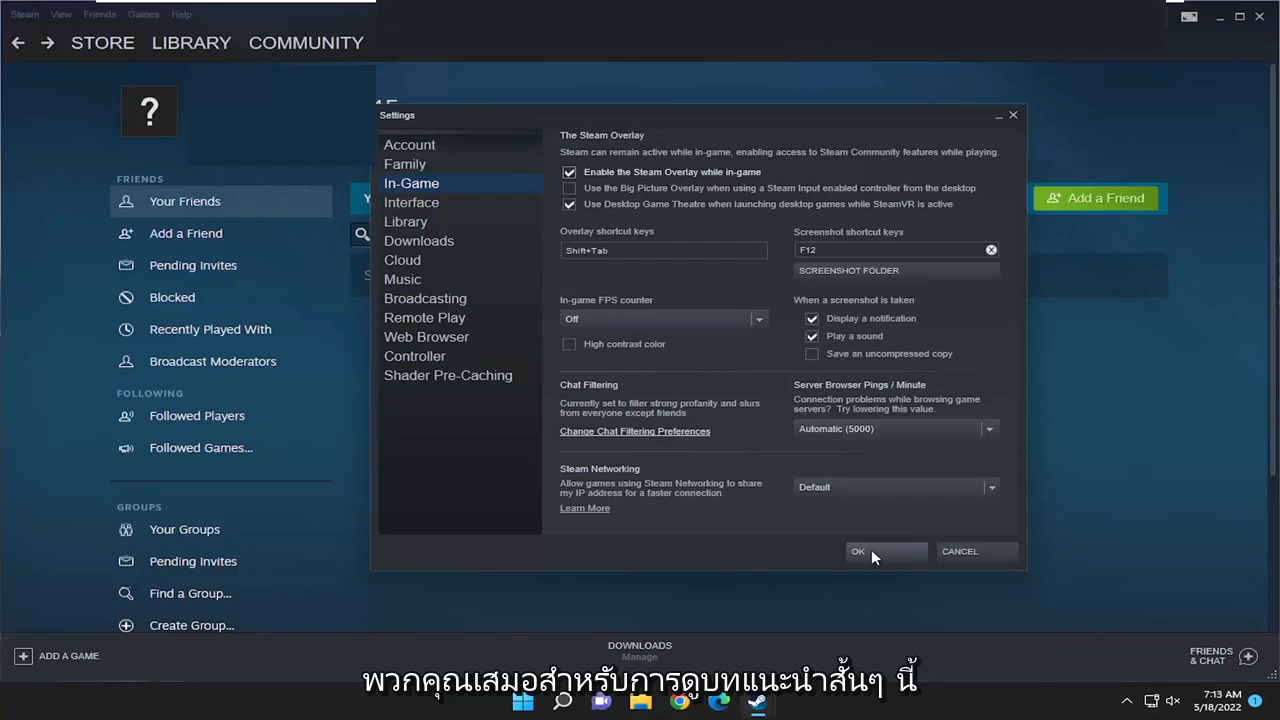 Steam View Friends Games Help
STORE LIBRARY COMMUNITY
?
FRIENDS
Your Friends
Add a Friend
Pending Invites
Blocked
Recently Played With
Broadcast Moderators
FOLLOWING
Followed Players
Followed Games...
GROUPS
Your Groups
Pending Invites
Find a Group...
Create Group...
Add a Friend
Settings
Account
Family
In-Game
Interface
Library
Downloads
Cloud
Music
Broadcasting
Remote Play
Web Browser
Controller
Shader Pre-Caching
The Steam Overlay
Steam can remain active while in-game, enabling access to Steam Community features while playing.
Enable the Steam Overlay while in-game
Use the Big Picture Overlay when using a Steam Input enabled controller from the desktop
Use Desktop Game Theatre when launching desktop games while SteamVR is active
Overlay shortcut keys
Shift+Tab
Screenshot shortcut keys
F12
SCREENSHOT FOLDER
In-game FPS counter
Off
High contrast color
When a screenshot is taken
Display a notification
Play a sound
Save an uncompressed copy
Chat Filtering
Currently set to filter strong profanity and slurs
from everyone except friends
Change Chat Filtering Preferences
Server Browser Pings / Minute
Connection problems while browsing game
servers? Try lowering this value.
Automatic (5000)
Steam Networking
Allow games using Steam Networking to share
my IP address for a faster connection
Learn More
Default
OK CANCEL
ADD A GAME
DOWNLOADS
Manage
FRIENDS
& CHAT
พวกคุณเสมอสำหรับการดูบทแนะนำสั้นๆ นี้
7:13 AM
5/18/2022
1